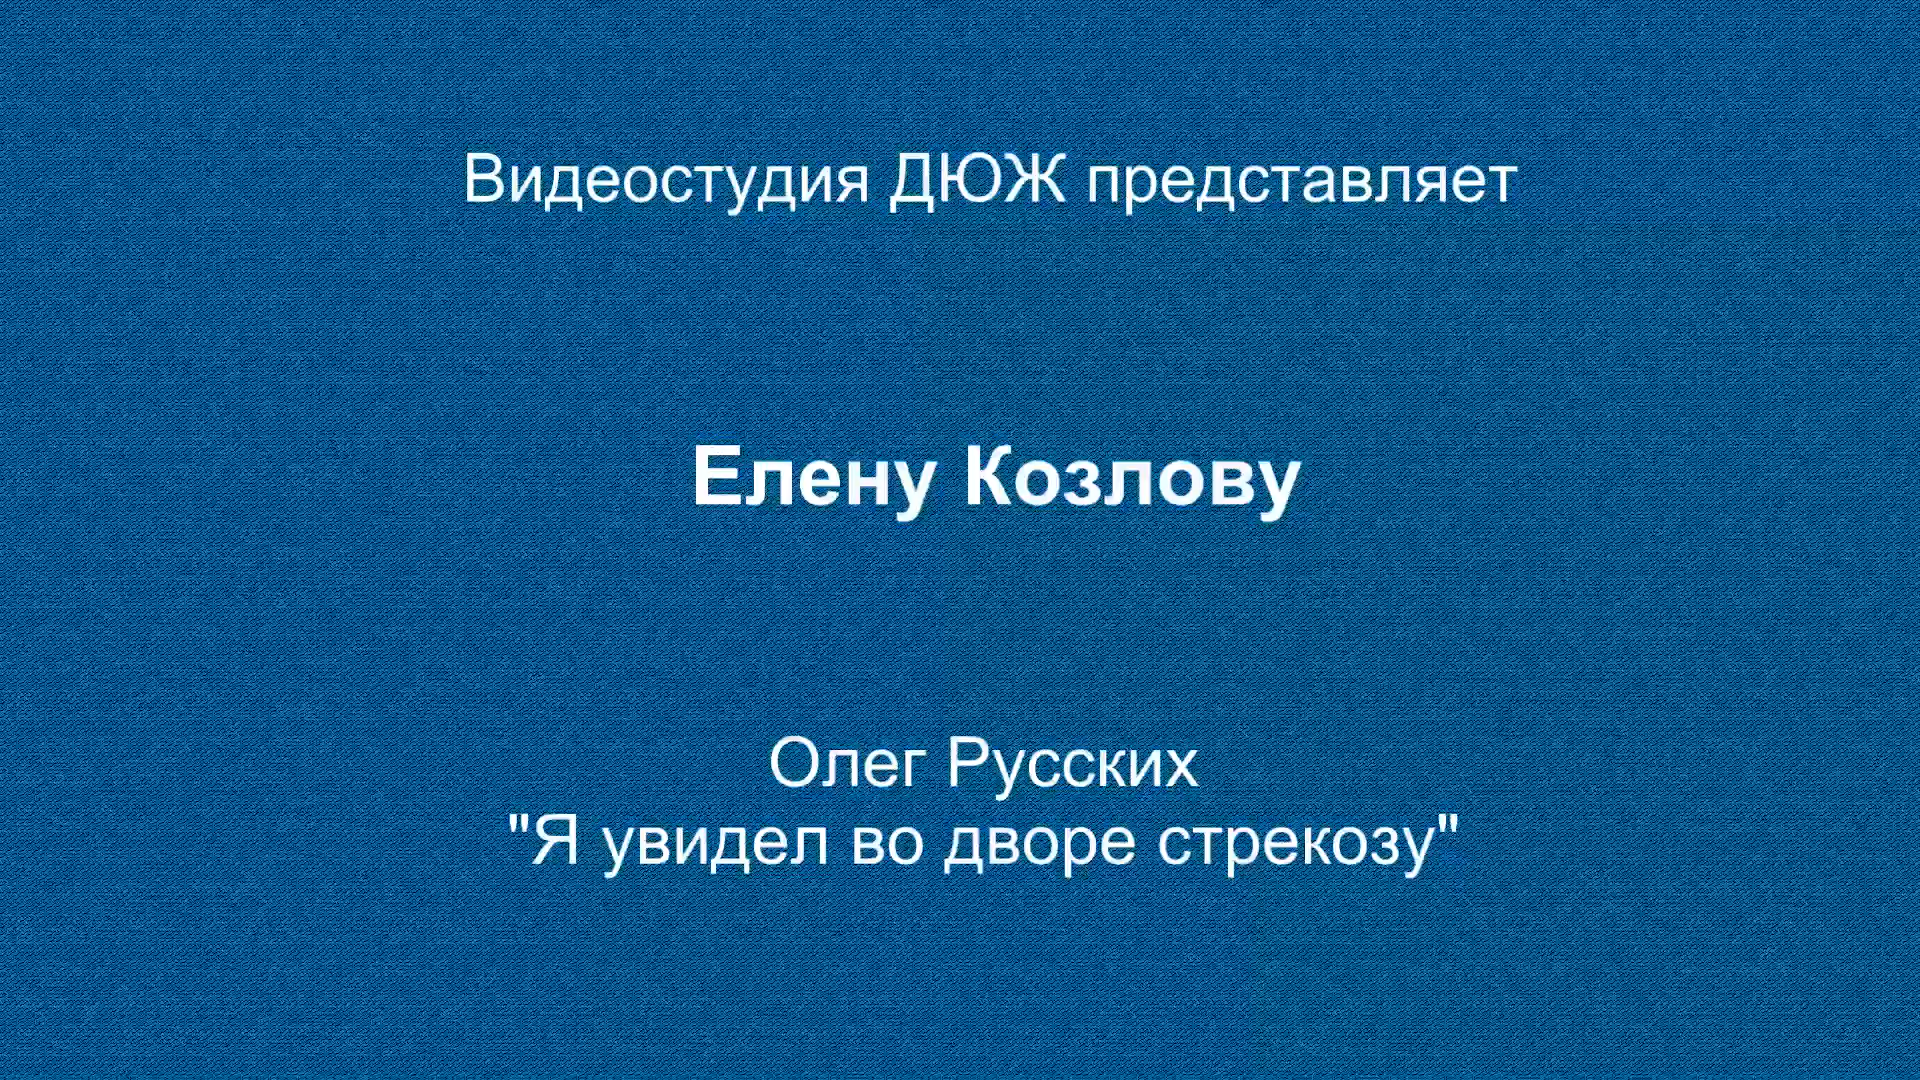 Видеостудия ДЮЖ представляет
Елену Козлову
Олег Русских
"Я увидел во дворе стрекозу"